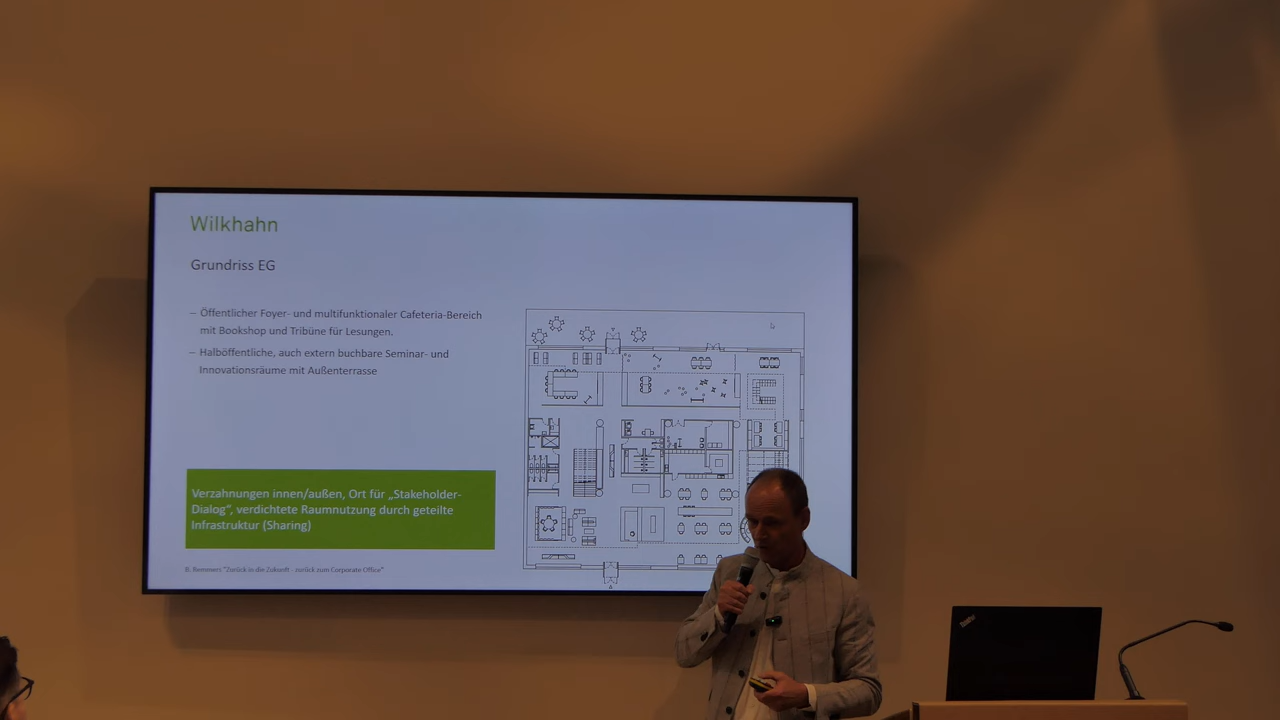 Wilkhahn
Grundriss EG
– Öffentlicher Foyer- und multifunktionaler Cafeteria-Bereich
mit Bookshop und Tribüne für Lesungen.
– Halböffentliche, auch extern buchbare Seminar- und
Innovationsräume mit Außenterrasse
Verzahnungen innen/außen, Ort für „Stakeholder-
Dialog“, verdichtete Raumnutzung durch geteilte
Infrastruktur (Sharing)
B. Remmers "Zurück in die Zukunft - zurück zum Corporate Office"
ThinkPad